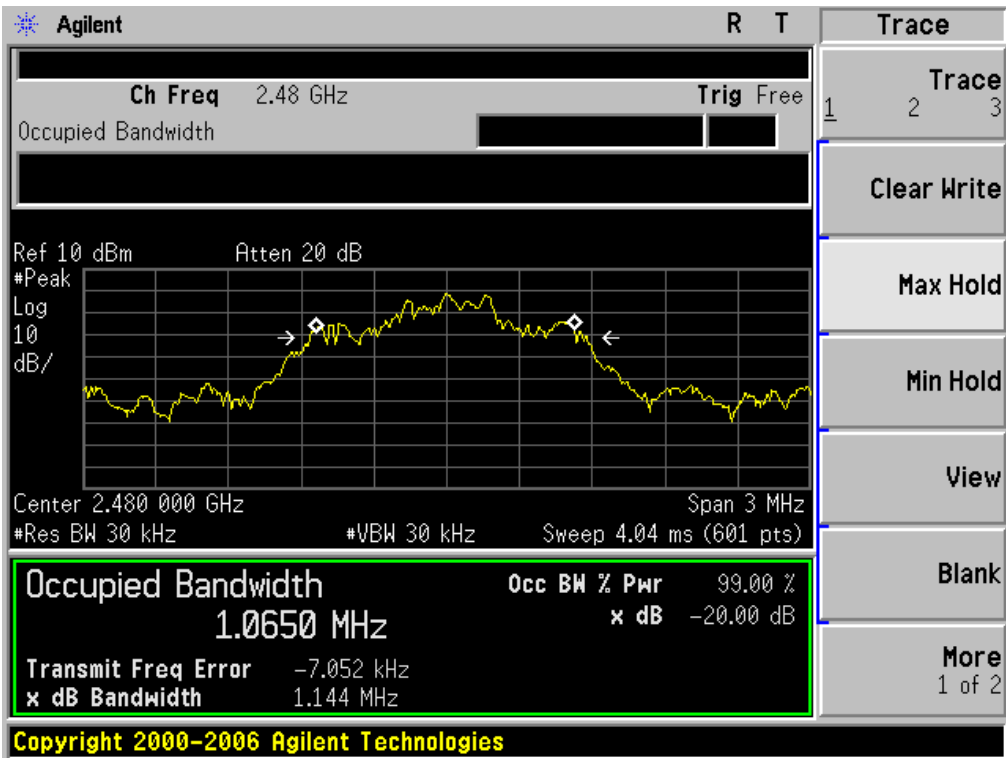 Agilent R T Trace
Ch Freq 2.48 GHz Trig Free
Occupied Bandwidth
Ref 10 dBm Atten 20 dB
#Peak
Log
10
dB/
Center 2.480 000 GHz Span 3 MHz
#Res BW 30 kHz #VBW 30 kHz Sweep 4.04 ms (601 pts)
Occupied Bandwidth
1.0650 MHz
Occ BW % Pwr 99.00 %
x dB -20.00 dB
Transmit Freq Error -7.052 kHz
x dB Bandwidth 1.144 MHz
Copyright 2000-2006 Agilent Technologies
Trace
1 2 3
Clear Write
Max Hold
Min Hold
View
Blank
More
1 of 2